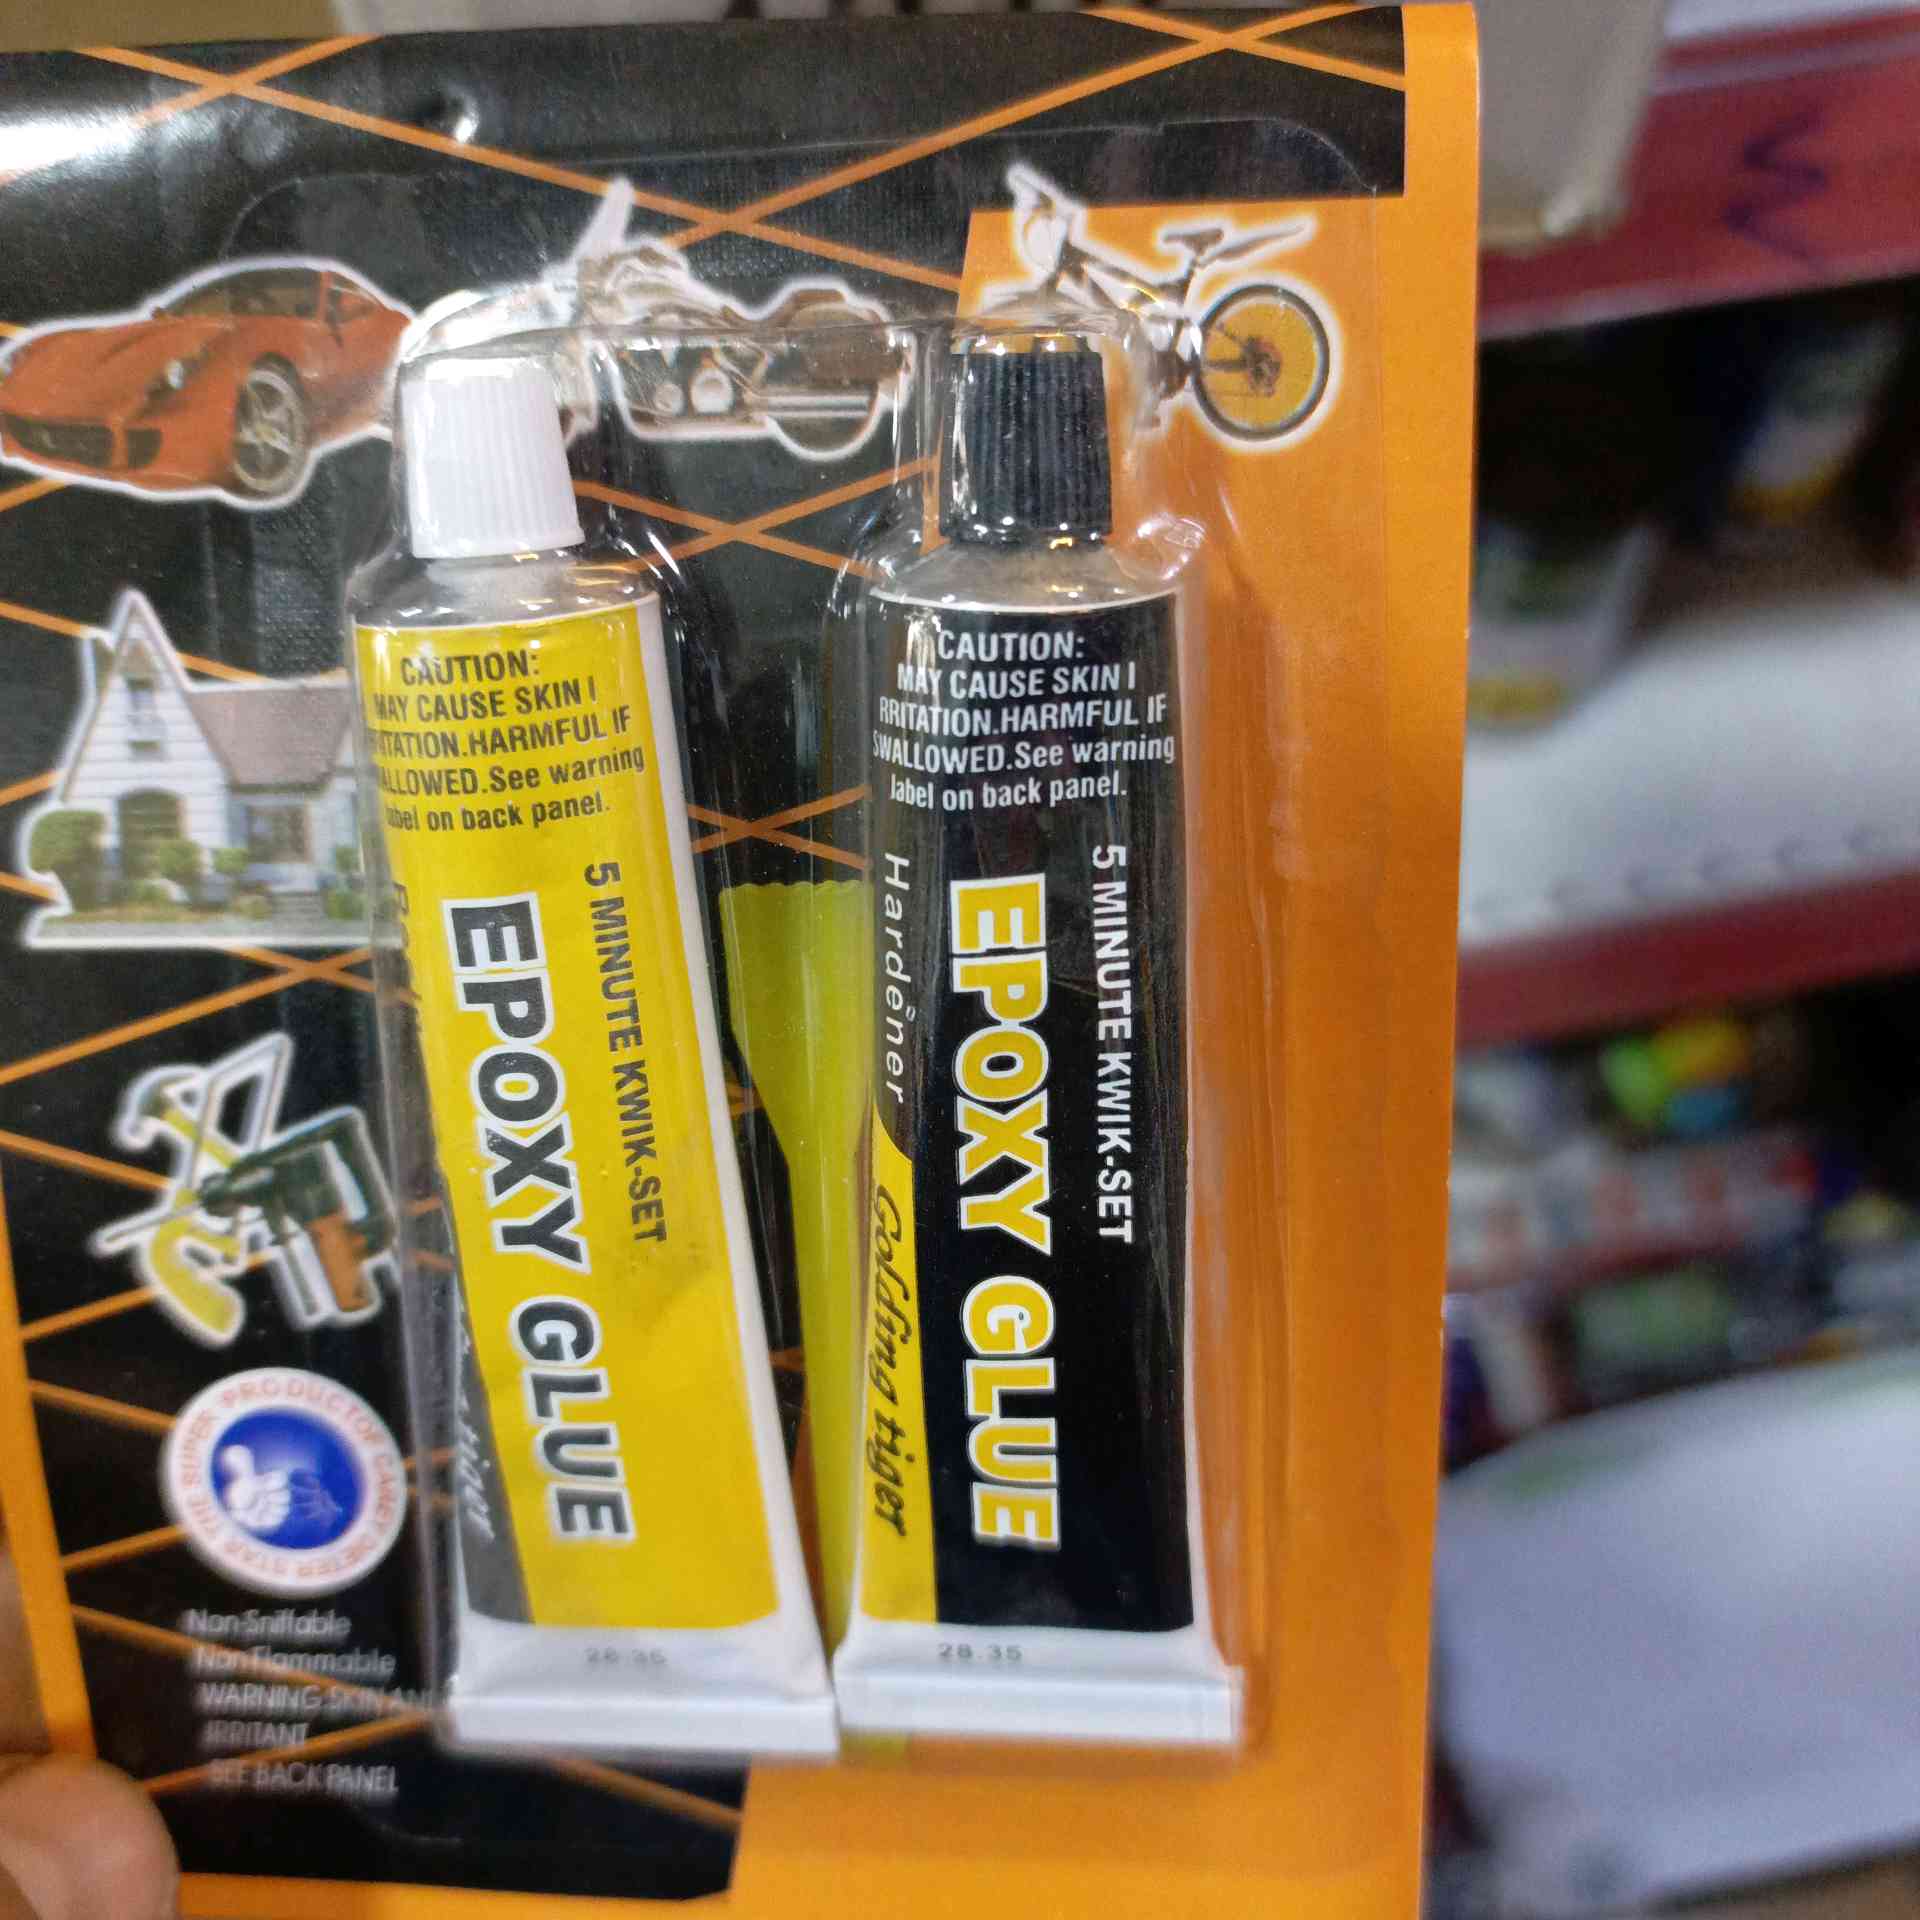 CAUTION:
MAY CAUSE SKIN I
RRITATION.HARMFUL IF
SWALLOWED.See warning
label on back panel.
5 MINUTE KWIK-SET
EPOXY GLUE
CAUTION:
MAY CAUSE SKIN I
RRITATION.HARMFUL IF
SWALLOWED.See warning
label on back panel.
5 MINUTE KWIK-SET
EPOXY GLUE
Hardener
Golding tiger
28.35
28.35
Non-Sniffable
Non Flammable
WARNING:SKIN AN
IRRITANT
SEE BACK PANEL